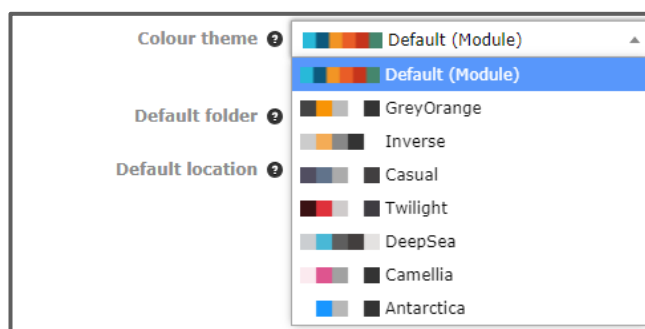 Colour theme ? Default (Module)
Default (Module)
Default folder ? GreyOrange
Inverse
Default location ? Casual
Twilight
DeepSea
Camellia
Antarctica